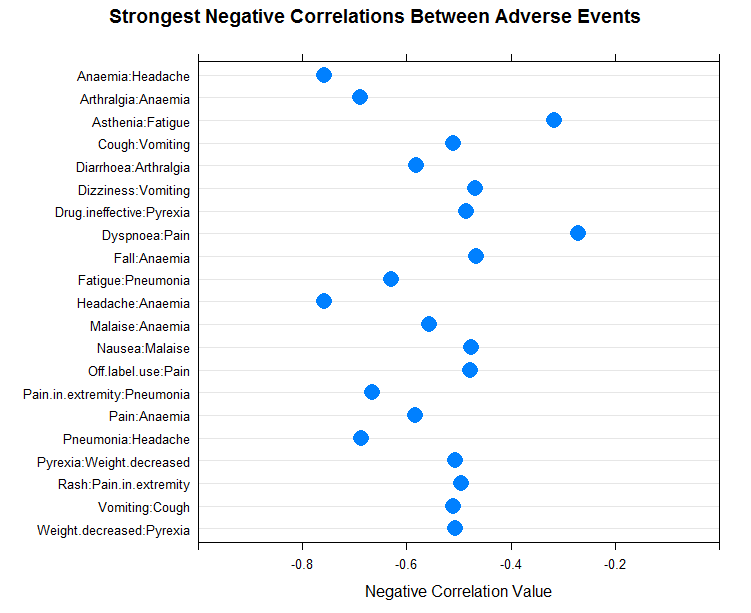 Strongest Negative Correlations Between Adverse Events
Anaemia:Headache
Arthralgia:Anaemia
Asthenia:Fatigue
Cough:Vomiting
Diarrhoea:Arthralgia
Dizziness:Vomiting
Drug.ineffective:Pyrexia
Dyspnoea:Pain
Fall:Anaemia
Fatigue:Pneumonia
Headache:Anaemia
Malaise:Anaemia
Nausea:Malaise
Off.label.use:Pain
Pain.in.extremity:Pneumonia
Pain:Anaemia
Pneumonia:Headache
Pyrexia:Weight.decreased
Rash:Pain.in.extremity
Vomiting:Cough
Weight.decreased:Pyrexia
-0.8 -0.6 -0.4 -0.2
Negative Correlation Value